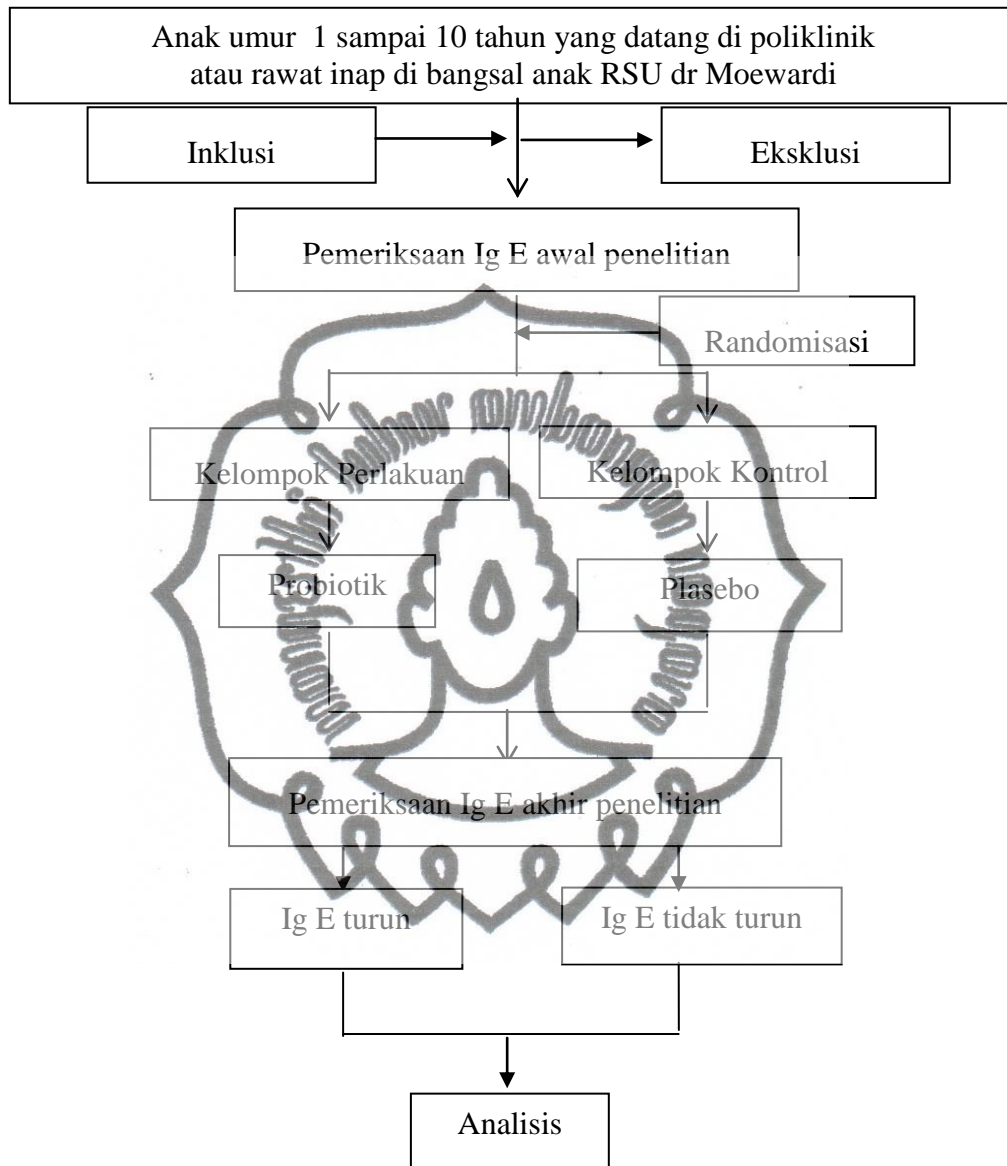 Anak umur 1 sampai 10 tahun yang datang di poliklinik
atau rawat inap di bangsal anak RSU dr Moewardi
Inklusi
Eksklusi
Pemeriksaan Ig E awal penelitian
Randomisasi
Kelompok Perlakuan
Kelompok Kontrol
Probiotik
Plasebo
Pemeriksaan Ig E akhir penelitian
Ig E turun
Ig E tidak turun
Analisis